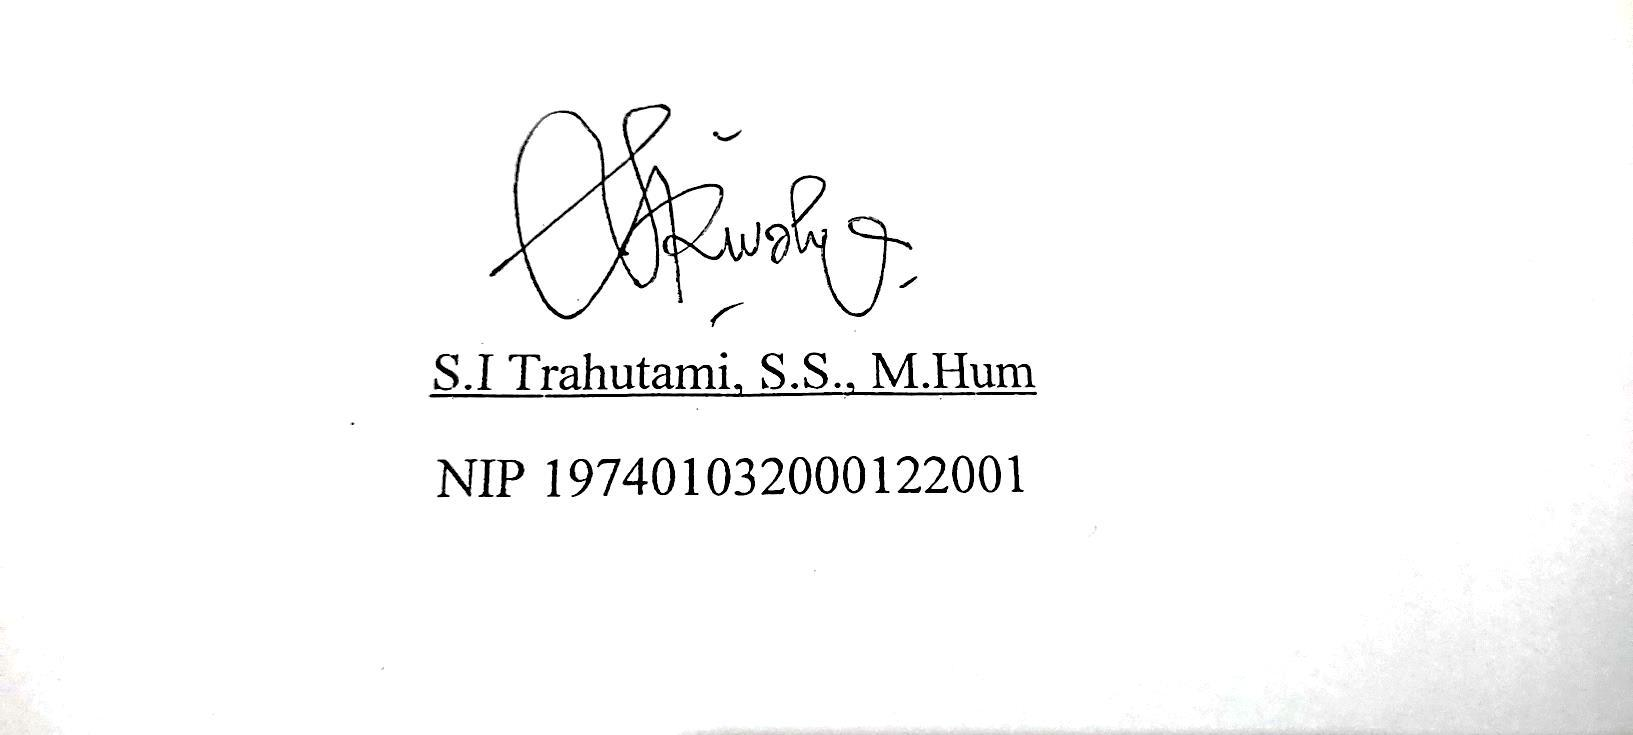 S.I Trahutami, S.S., M.Hum
NIP 197401032000122001